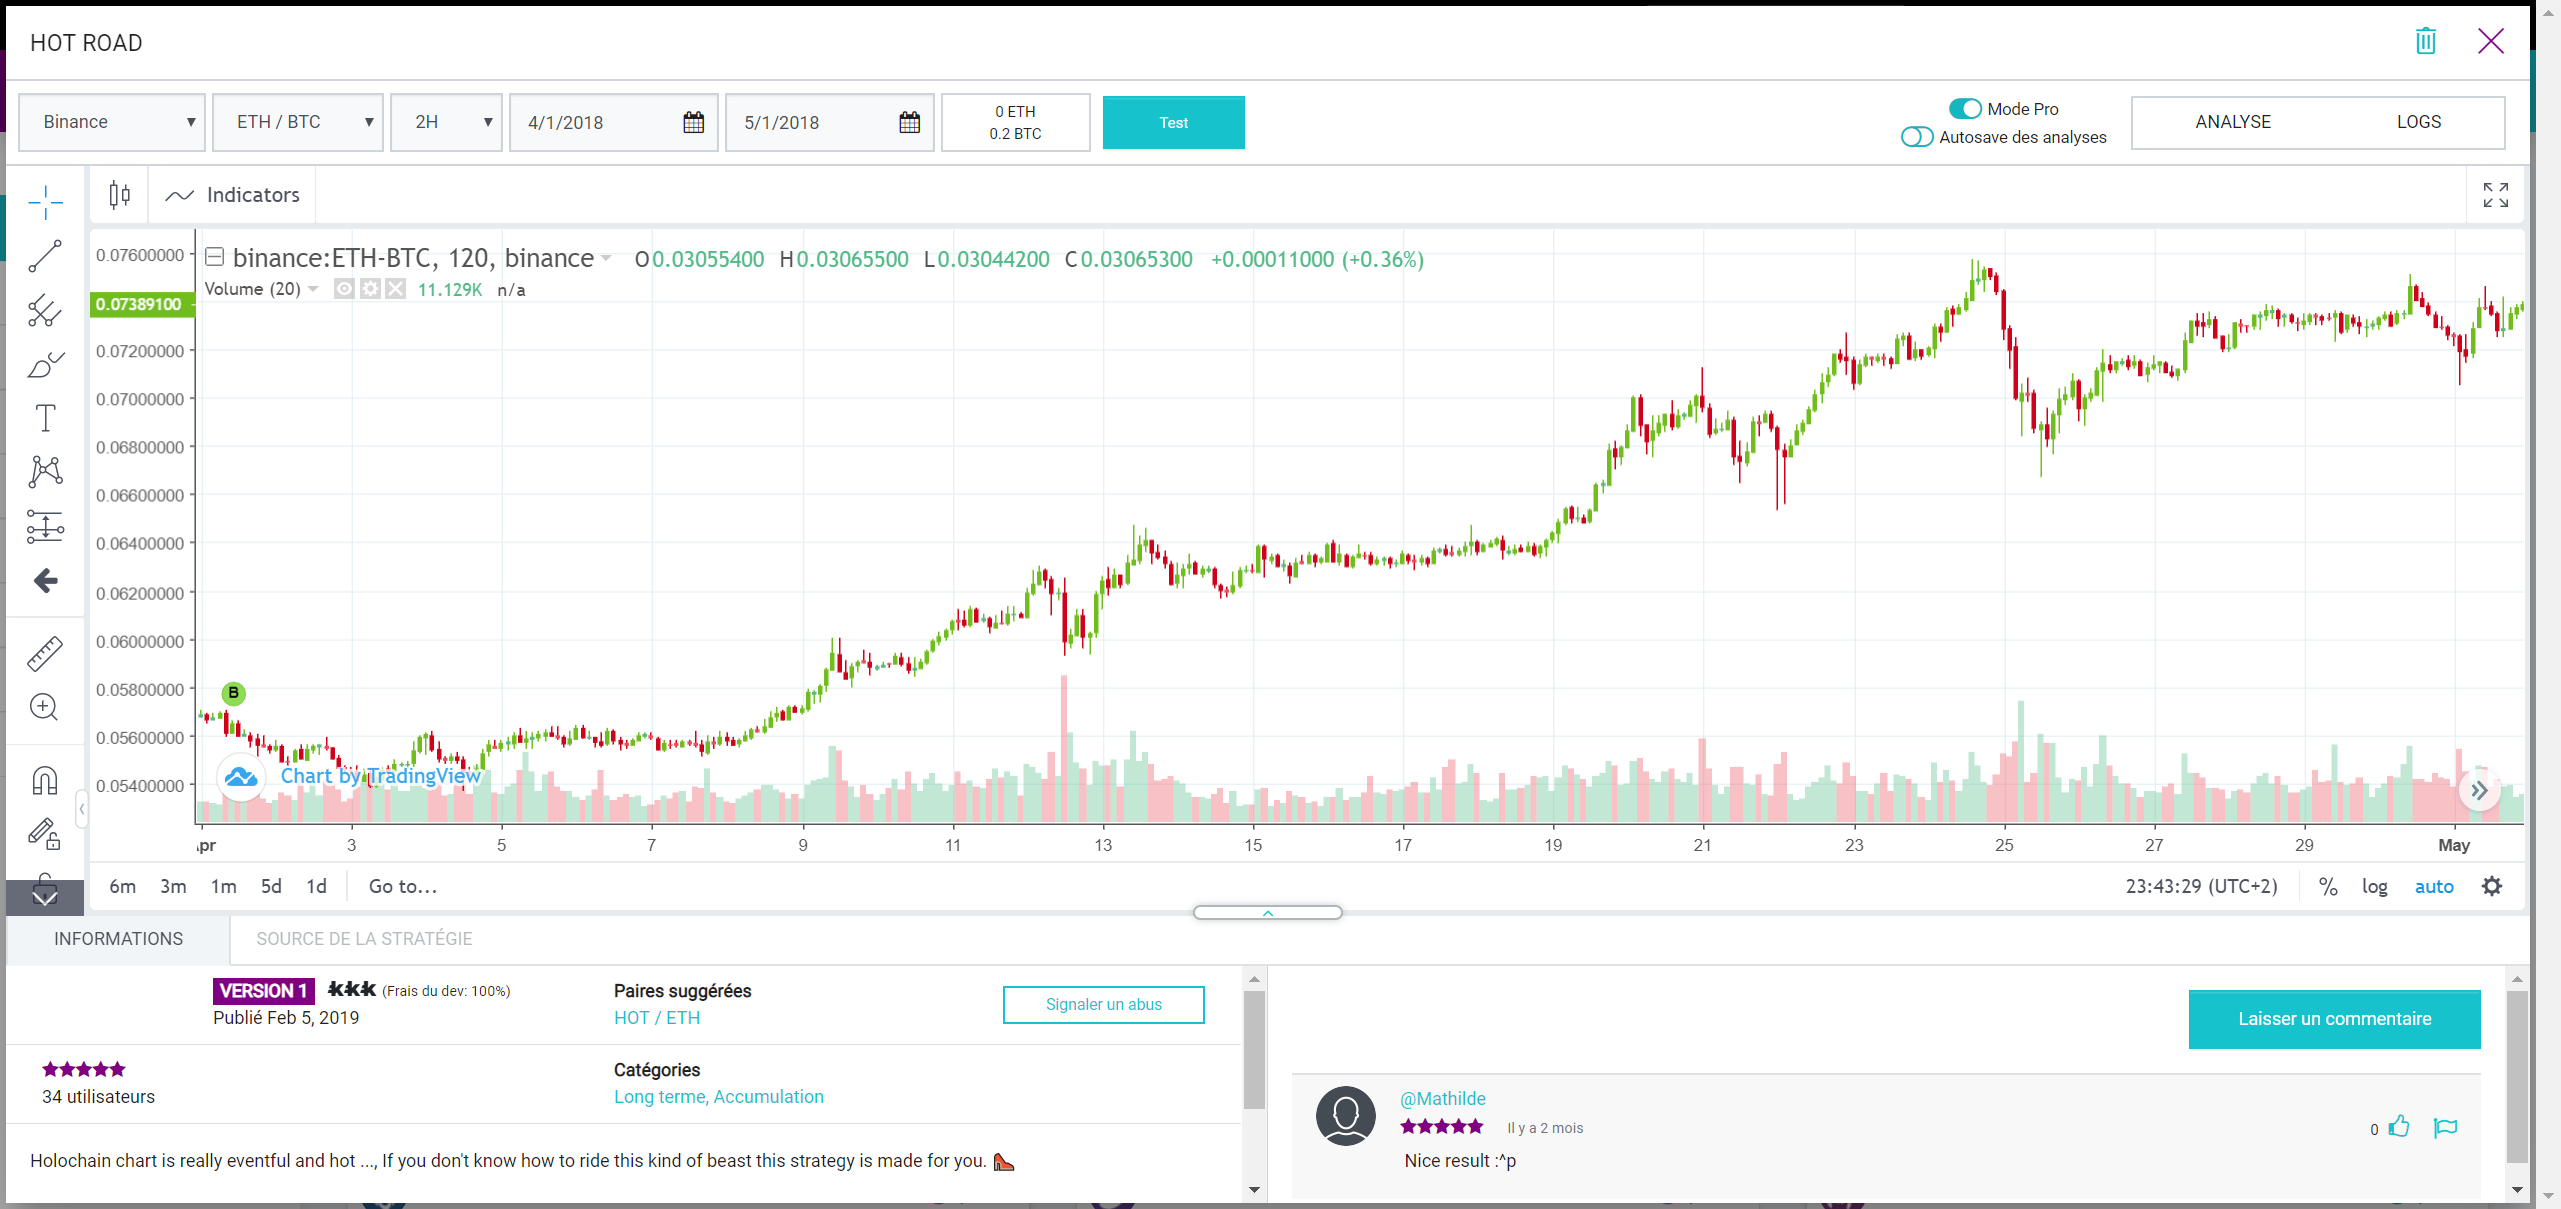 HOT ROAD
Binance
ETH / BTC
2H
4/1/2018
5/1/2018
0 ETH
0.2 BTC
Test
Mode Pro
Autosave des analyses
ANALYSE
LOGS
Indicators
binance:ETH-BTC, 120, binance O0.03055400 H0.03065500 L0.03044200 C0.03065300 +0.00011000 (+0.36%)
Volume (20) 11.129K n/a
0.07600000
0.07389100
0.07200000
0.07000000
0.06800000
0.06600000
0.06400000
0.06200000
0.06000000
0.05800000
0.05600000
0.05400000
B
Chart by TradingView
pr 3 5 7 9 11 13 15 17 19 21 23 25 27 29 May
6m 3m 1m 5d 1d Go to...
23:43:29 (UTC+2) % log auto
INFORMATIONS
SOURCE DE LA STRATÉGIE
VERSION 1 kkk (Frais du dev: 100%)
Publié Feb 5, 2019
Paires suggérées
HOT / ETH
Signaler un abus
34 utilisateurs
Catégories
Long terme, Accumulation
Holochain chart is really eventful and hot ..., If you don't know how to ride this kind of beast this strategy is made for you.
Laisser un commentaire
@Mathilde
Il y a 2 mois
0
Nice result :^p